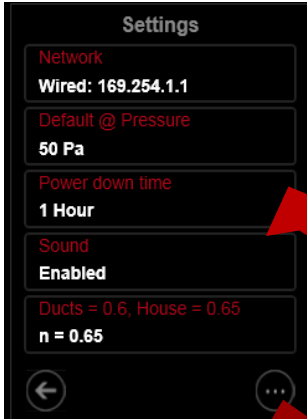 Settings
Network
Wired: 169.254.1.1
Default @ Pressure
50 Pa
Power down time
1 Hour
Sound
Enabled
Ducts = 0.6, House = 0.65
n = 0.65